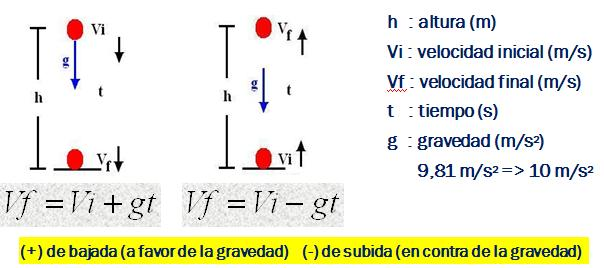 Vi
g
h
t
Vf
Vf
g
h
t
Vi
h : altura (m)
Vi : velocidad inicial (m/s)
Vf : velocidad final (m/s)
t : tiempo (s)
g : gravedad (m/s²)
9,81 m/s² => 10 m/s²
Vf = Vi + gt
Vf = Vi − gt
(+) de bajada (a favor de la gravedad) (-) de subida (en contra de la gravedad)